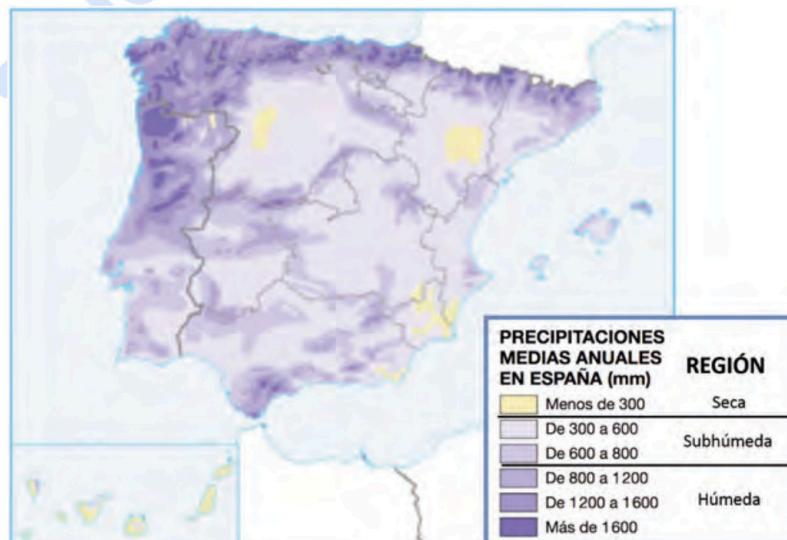 PRECIPITACIONES
MEDIAS ANUALES
EN ESPAÑA (mm)
REGIÓN
Menos de 300
Seca
De 300 a 600
Subhúmeda
De 600 a 800
De 800 a 1200
De 1200 a 1600
Húmeda
Más de 1600